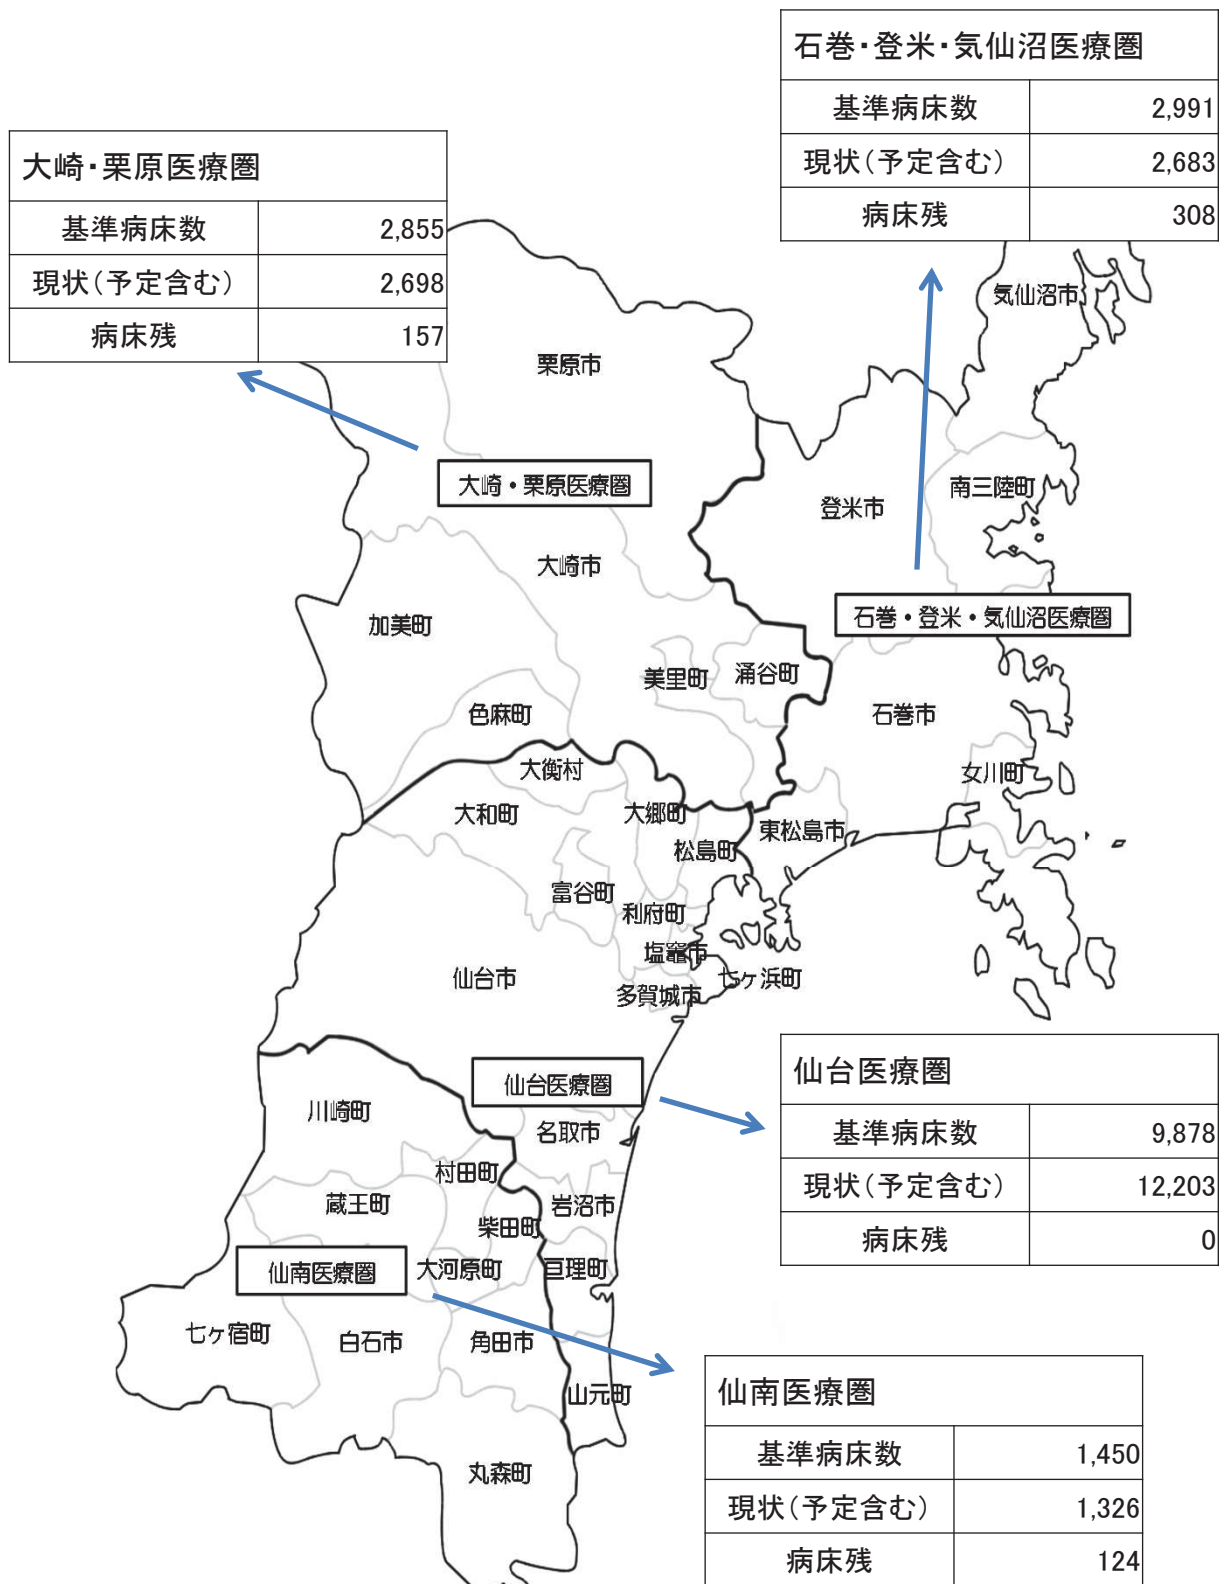 石巻・登米・気仙沼医療圏
基準病床数 2,991
現状（予定含む） 2,683
病床残 308
大崎・栗原医療圏
基準病床数 2,855
現状（予定含む） 2,698
病床残 157
気仙沼市
栗原市
大崎・栗原医療圏
南三陸町
登米市
大崎市
石巻・登米・気仙沼医療圏
加美町
美里町
涌谷町
色麻町
石巻市
大衡村
女川町
大和町
大郷町
東松島市
松島町
富谷町
利府町
塩竈市
仙台市
七ヶ浜町
多賀城市
仙台医療圏
基準病床数 9,878
現状（予定含む） 12,203
病床残 0
仙台医療圏
川崎町
名取市
村田町
蔵王町
岩沼市
柴田町
仙南医療圏
大河原町
亘理町
七ヶ宿町
白石市
角田市
山元町
丸森町
仙南医療圏
基準病床数 1,450
現状（予定含む） 1,326
病床残 124